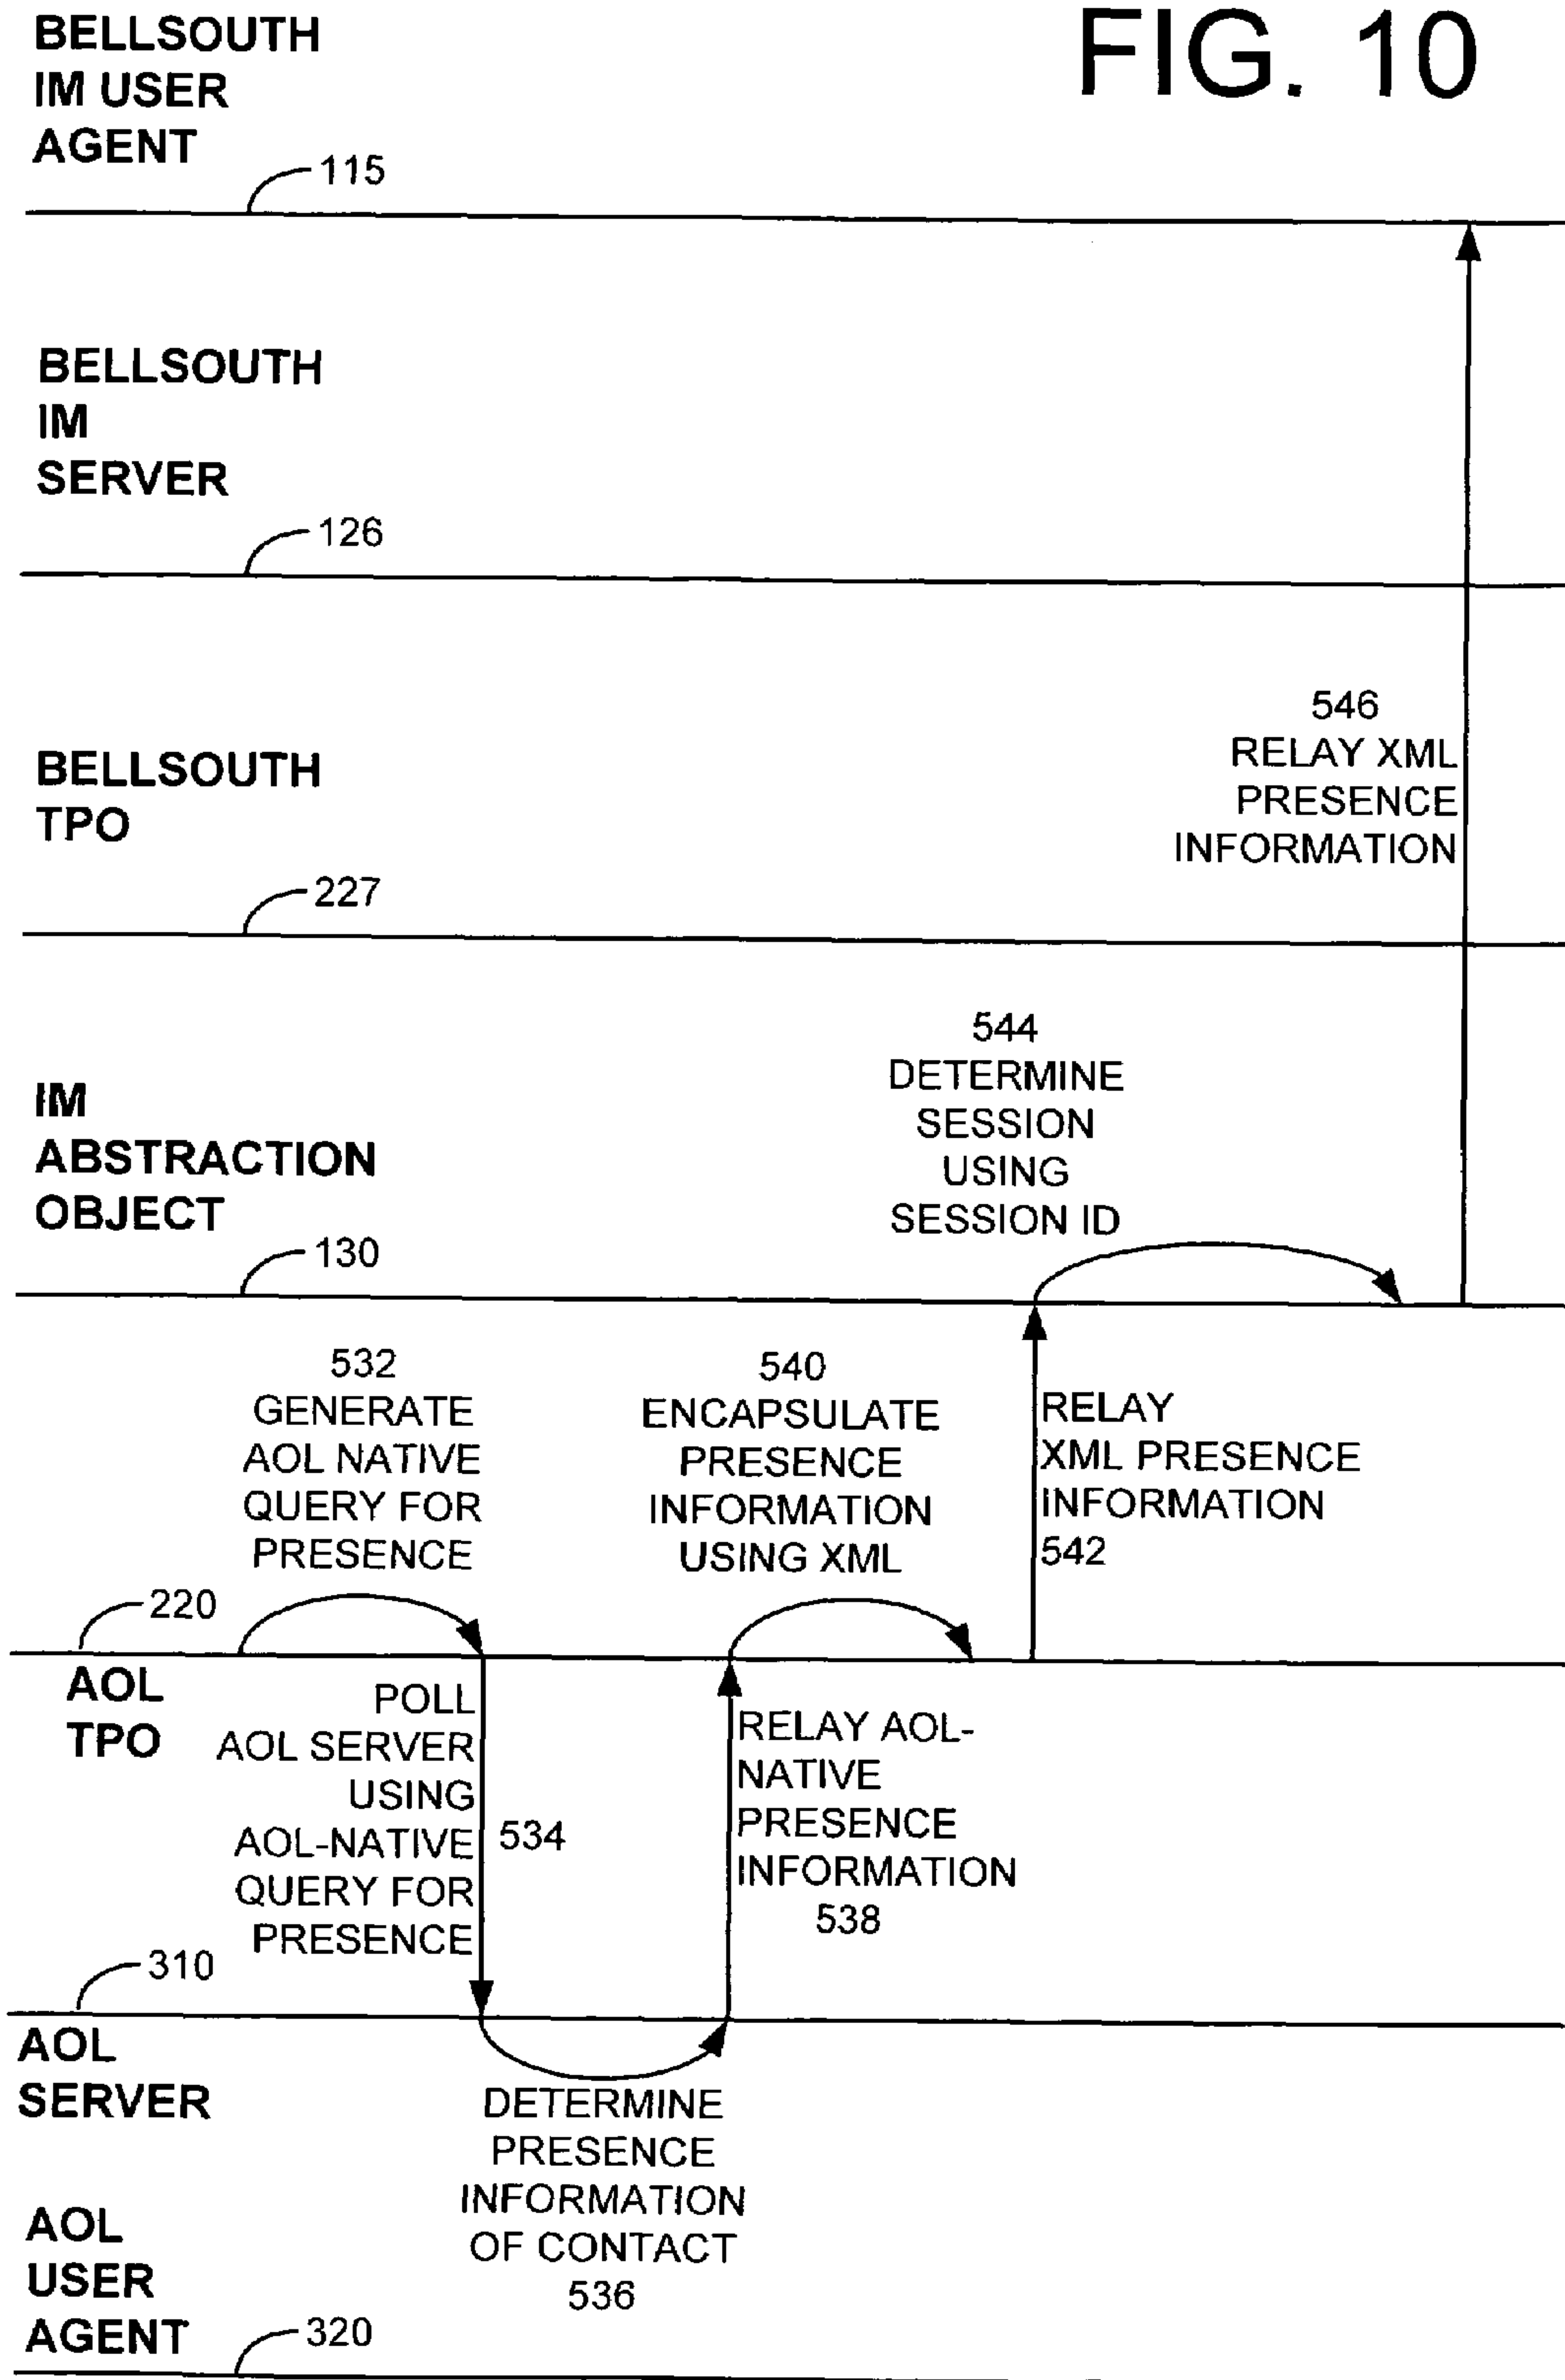 FIG. 10
BELLSOUTH
IM USER
AGENT
115
BELLSOUTH
IM
SERVER
126
546
RELAY XML
PRESENCE
INFORMATION
BELLSOUTH
TPO
227
544
DETERMINE
SESSION
USING
SESSION ID
IM
ABSTRACTION
OBJECT
130
532
GENERATE
AOL NATIVE
QUERY FOR
PRESENCE
540
ENCAPSULATE
PRESENCE
INFORMATION
USING XML
RELAY
XML PRESENCE
INFORMATION
542
220
AOL
TPO
POLL
AOL SERVER
USING
AOL-NATIVE
QUERY FOR
PRESENCE
534
RELAY AOL-
NATIVE
PRESENCE
INFORMATION
538
310
AOL
SERVER
DETERMINE
PRESENCE
INFORMATION
OF CONTACT
536
AOL
USER
AGENT
320